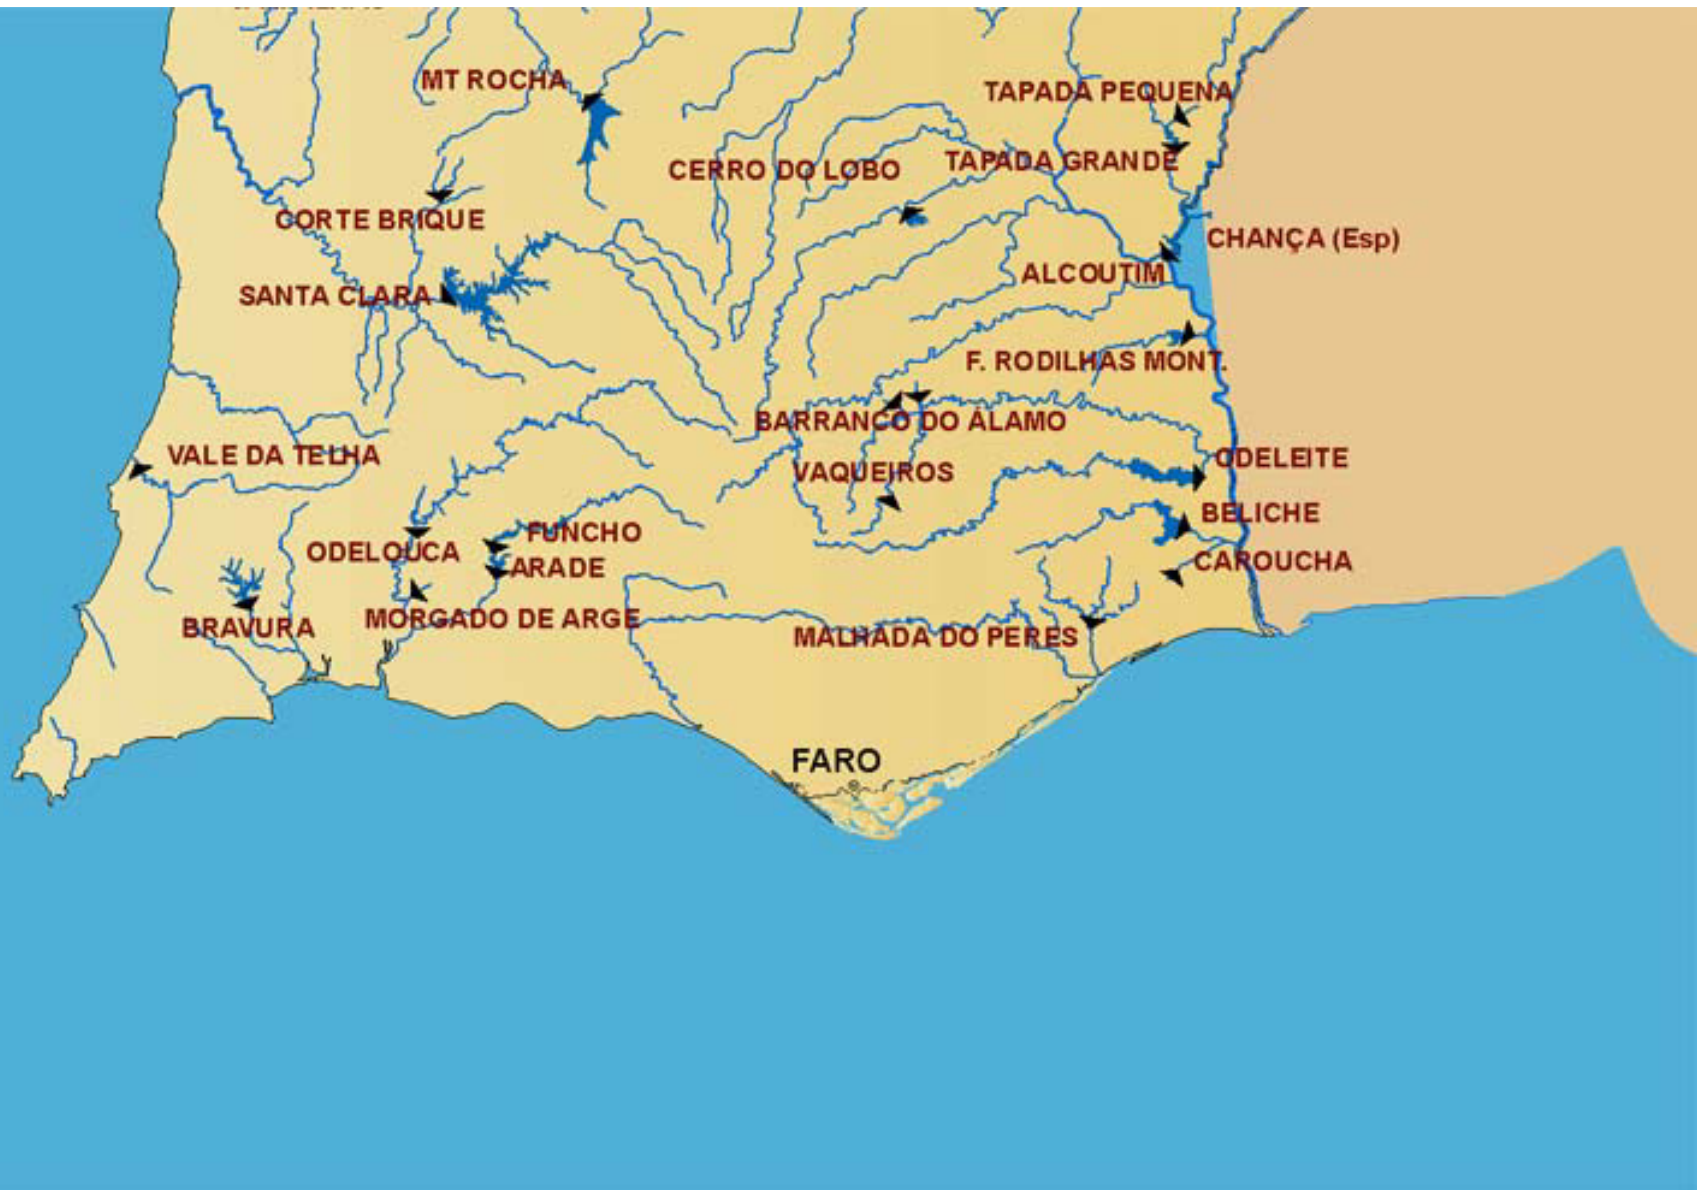 MT ROCHA
TAPADA PEQUENA
CERRO DO LOBO
TAPADA GRANDE
CORTE BRIQUE
CHANÇA (Esp)
ALCOUTIM
SANTA CLARA
F. RODILHAS MONT.
BARRANCO DO ÁLAMO
VALE DA TELHA
ODELEITE
VAQUEIROS
BELICHE
FUNCHO
ODELOUCA
CAROUCHA
ARADE
MORGADO DE ARGE
BRAVURA
MALHADA DO PERES
FARO